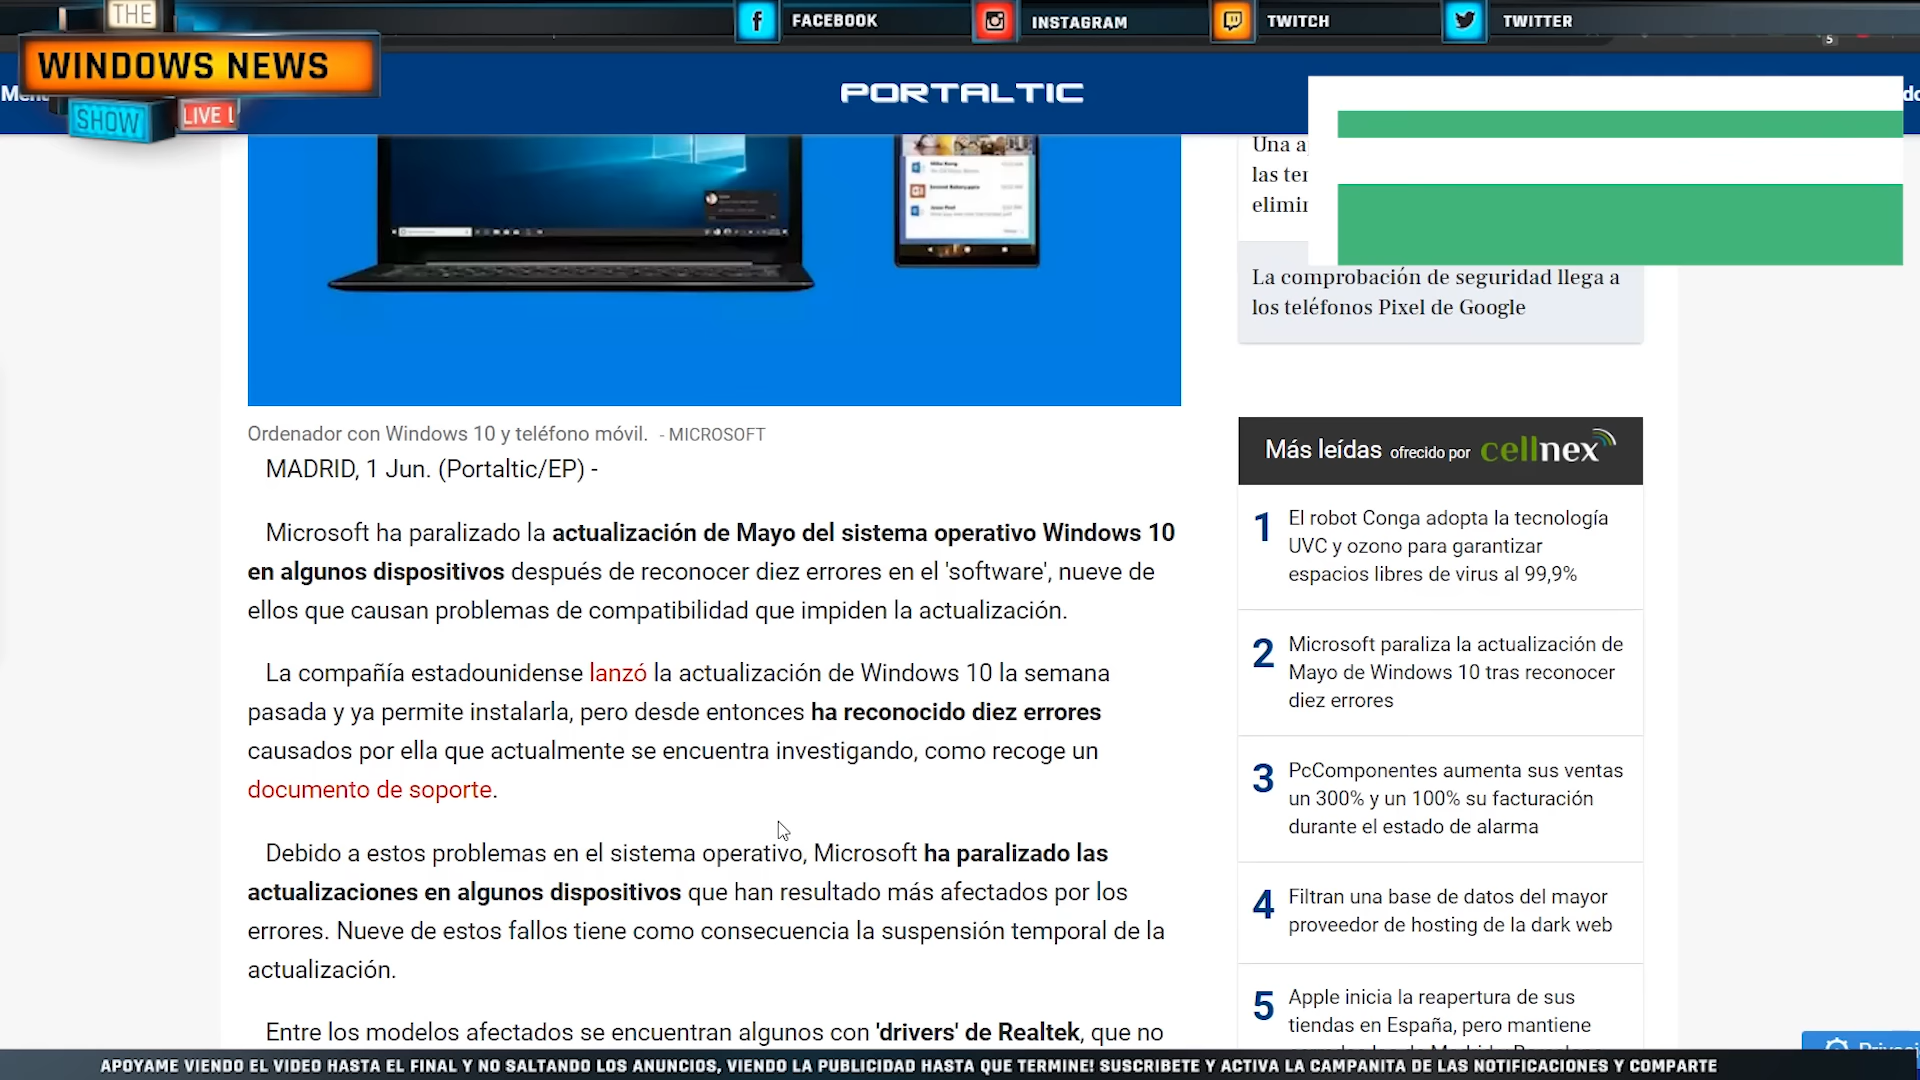 THE
WINDOWS NEWS
SHOW
LIVE
FACEBOOK
INSTAGRAM
TWITCH
TWITTER
5
PORTALTIC
Una
las
La comprobación de seguridad llega a
los teléfonos Pixel de Google
Ordenador con Windows 10 y teléfono móvil. - MICROSOFT
MADRID, 1 Jun. (Portaltic/EP) -
Microsoft ha paralizado la actualización de Mayo del sistema operativo Windows 10
en algunos dispositivos después de reconocer diez errores en el 'software', nueve de
ellos que causan problemas de compatibilidad que impiden la actualización.
La compañía estadounidense lanzó la actualización de Windows 10 la semana
pasada y ya permite instalarla, pero desde entonces ha reconocido diez errores
causados por ella que actualmente se encuentra investigando, como recoge un
documento de soporte.
Debido a estos problemas en el sistema operativo, Microsoft ha paralizado las
actualizaciones en algunos dispositivos que han resultado más afectados por los
errores. Nueve de estos fallos tiene como consecuencia la suspensión temporal de la
actualización.
Entre los modelos afectados se encuentran algunos con 'drivers' de Realtek, que no
Más leídas ofrecido por cellnex
1 El robot Conga adopta la tecnología
UVC y ozono para garantizar
espacios libres de virus al 99,9%
2 Microsoft paraliza la actualización de
Mayo de Windows 10 tras reconocer
diez errores
3 PcComponentes aumenta sus ventas
un 300% y un 100% su facturación
durante el estado de alarma
4 Filtran una base de datos del mayor
proveedor de hosting de la dark web
5 Apple inicia la reapertura de sus
tiendas en España, pero mantiene
APOYAME VIENDO EL VIDEO HASTA EL FINAL Y NO SALTANDO LOS ANUNCIOS, VIENDO LA PUBLICIDAD HASTA QUE TERMINE! SUSCRIBETE Y ACTIVA LA CAMPANITA DE LAS NOTIFICACIONES Y COMPARTE